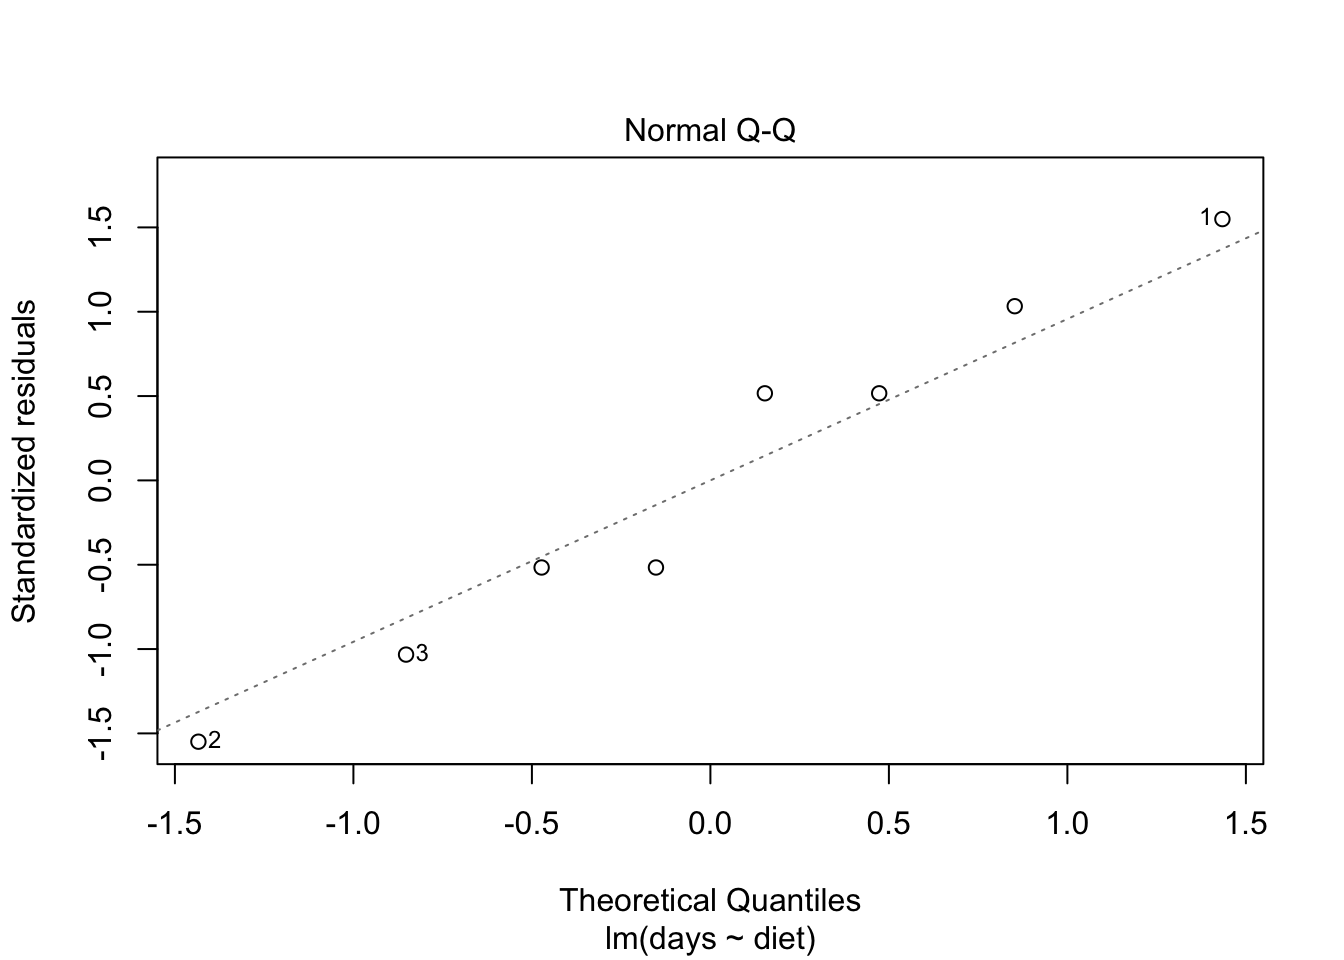 Normal Q-Q
Standardized residuals
1.5
1.0
0.5
0.0
-0.5
-1.0
-1.5
1
3
2
-1.5 -1.0 -0.5 0.0 0.5 1.0 1.5
Theoretical Quantiles
lm(days ~ diet)